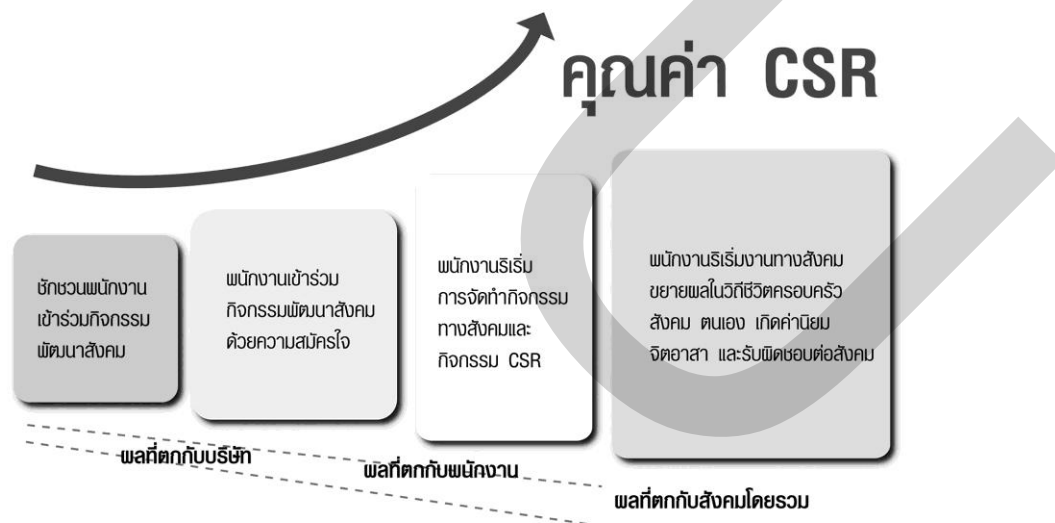 คุณค่า CSR
ชักชวนพนักงาน
เข้าร่วมกิจกรรม
พัฒนาสังคม
พนักงานเข้าร่วม
กิจกรรมพัฒนาสังคม
ด้วยความสมัครใจ
พนักงานริเริ่ม
การจัดทำกิจกรรม
ทางสังคมและ
กิจกรรม CSR
พนักงานริเริ่มงานทางสังคม
ขยายผลในวิถีชีวิตครอบครัว
สังคม ตนเอง เกิดค่านิยม
จิตอาสา และรับผิดชอบต่อสังคม
ผลที่ตกกับบริษัท
ผลที่ตกกับพนักงาน
ผลที่ตกกับสังคมโดยรวม